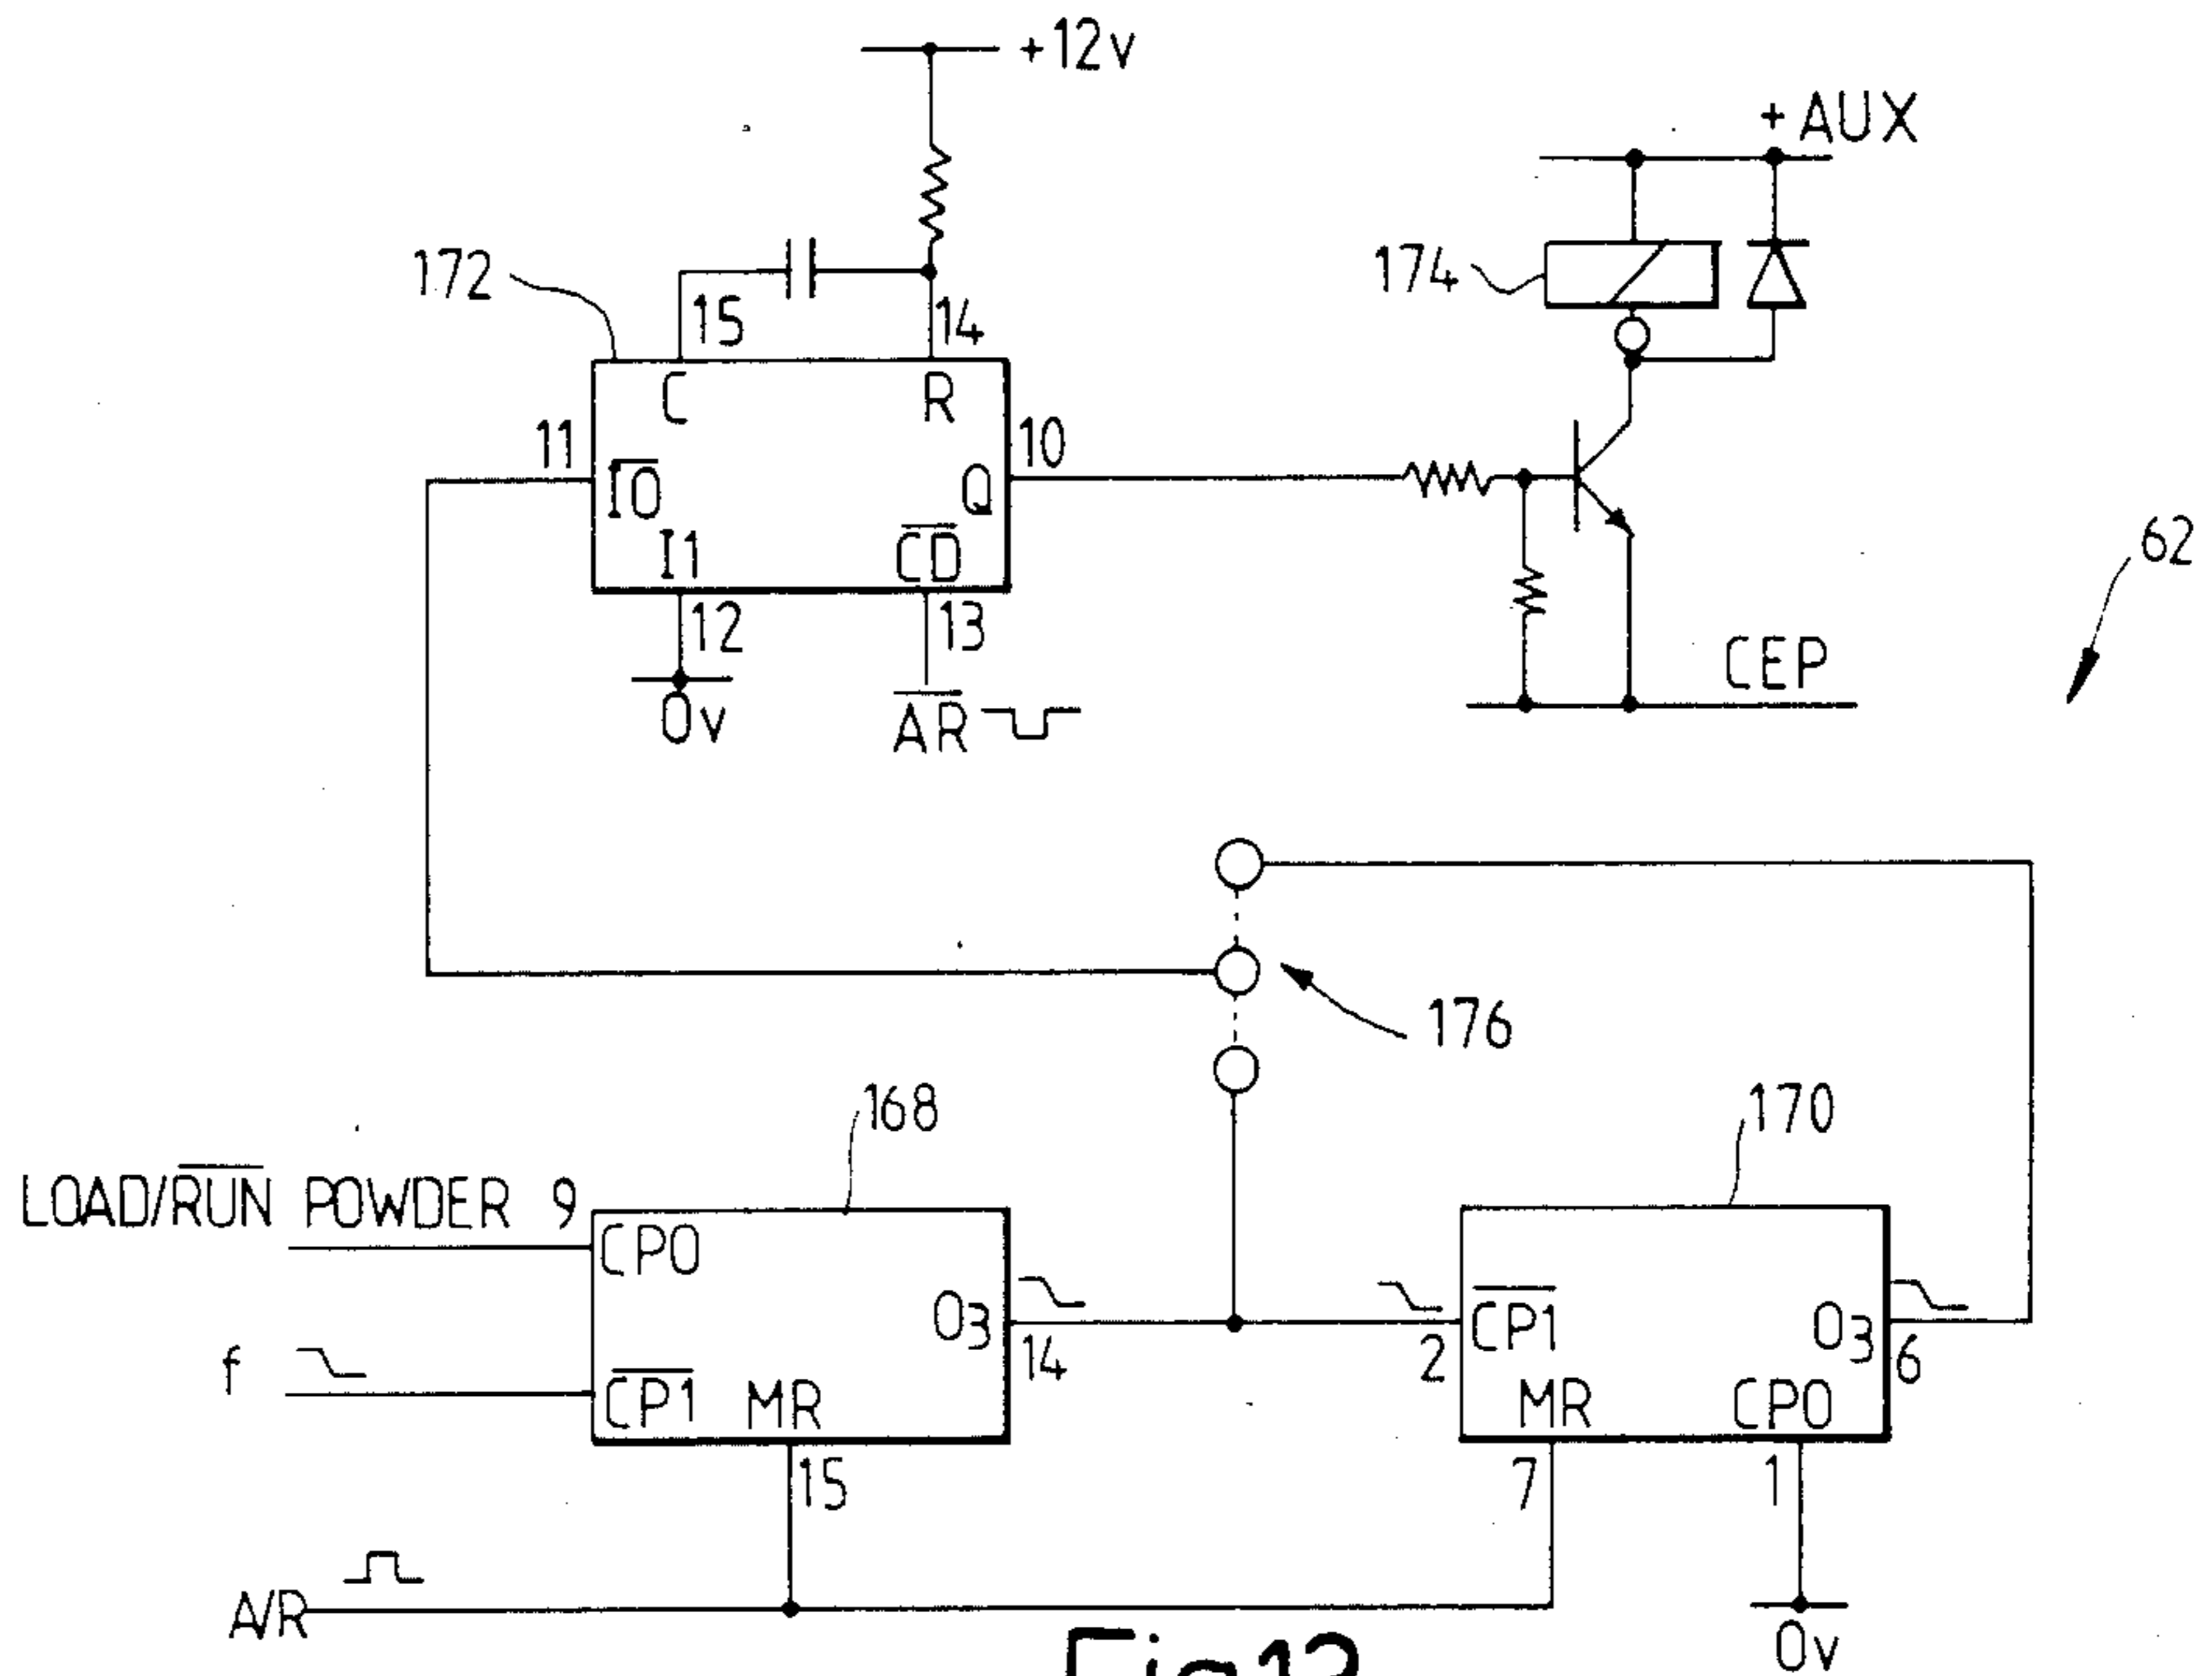 +12v
+AUX
172
174
15
14
C
R
11
10
I0
Q
I1
CD
12
13
0v
AR
CEP
62
176
168
170
LOAD/RUN POWDER 9
CP0
O3
14
f
CP1
MR
15
2
CP1
O3
6
MR
CP0
7
1
A/R
0v